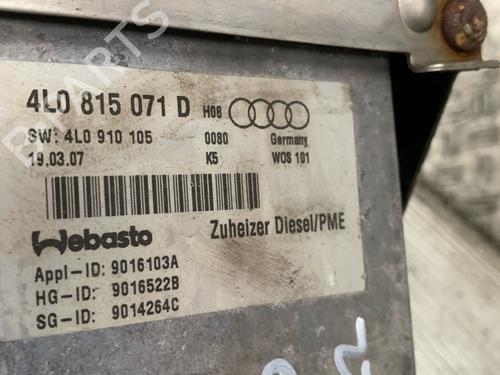 4L0 815 071 D H08
SW: 4L0 910 105 0080 Germany
19.03.07 K5 WOS 101
Webasto Zuheizer Diesel/PME
Appl-ID: 9016103A
HG-ID: 9016522B
SG-ID: 9014264C